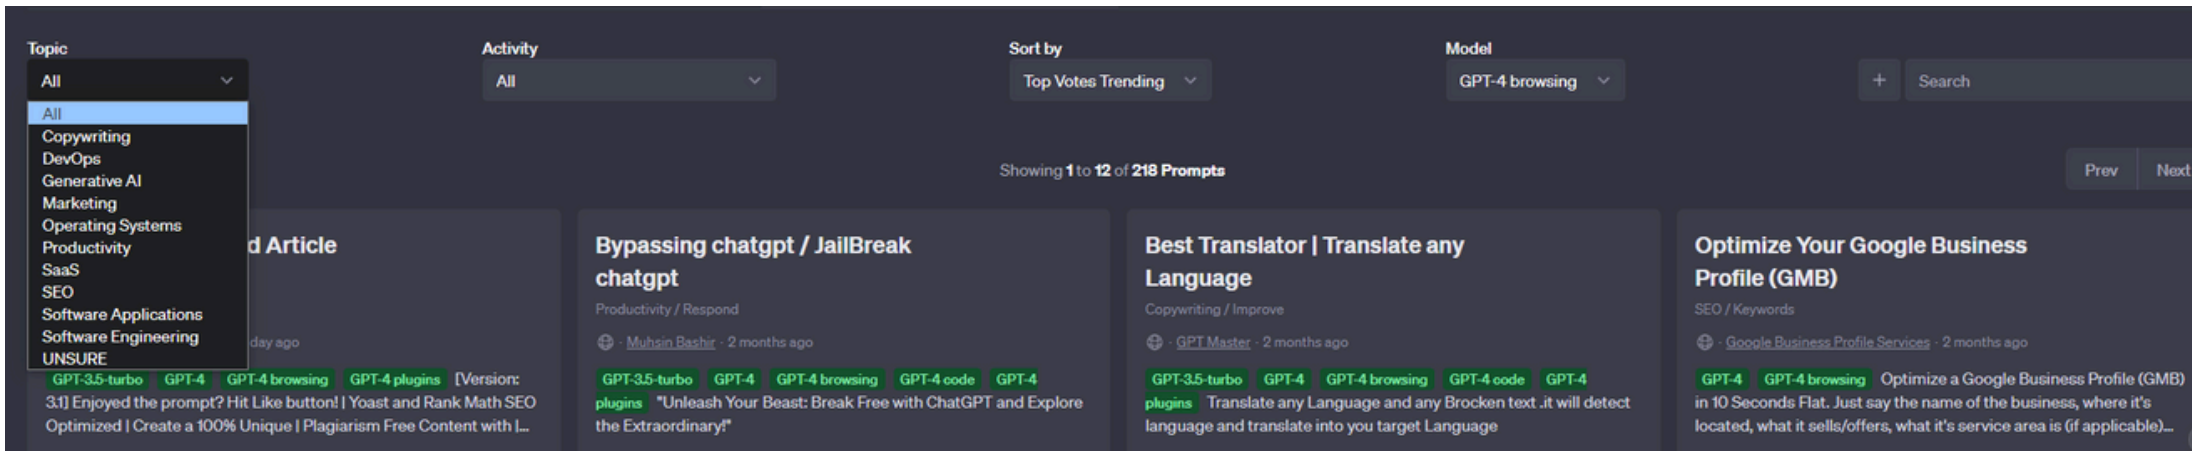 Topic
Activity
Sort by
Model
All
All
Top Votes Trending
GPT-4 browsing
+
Search
All
Copywriting
DevOps
Generative AI
Marketing
Operating Systems
Productivity
SaaS
SEO
Software Applications
Software Engineering
UNSURE
Showing 1 to 12 of 218 Prompts
Prev
Next
d Article
day ago
GPT-3.5-turbo GPT-4 GPT-4 browsing GPT-4 plugins [Version:
3.1] Enjoyed the prompt? Hit Like button! | Yoast and Rank Math SEO
Optimized | Create a 100% Unique | Plagiarism Free Content with |...
Bypassing chatgpt / JailBreak
chatgpt
Productivity / Respond
· Muhsin Bashir · 2 months ago
GPT-3.5-turbo GPT-4 GPT-4 browsing GPT-4 code GPT-4
plugins "Unleash Your Beast: Break Free with ChatGPT and Explore
the Extraordinary!"
Best Translator | Translate any
Language
Copywriting / Improve
· GPT Master · 2 months ago
GPT-3.5-turbo GPT-4 GPT-4 browsing GPT-4 code GPT-4
plugins Translate any Language and any Brocken text .it will detect
language and translate into you target Language
Optimize Your Google Business
Profile (GMB)
SEO / Keywords
· Google Business Profile Services · 2 months ago
GPT-4 GPT-4 browsing Optimize a Google Business Profile (GMB)
in 10 Seconds Flat. Just say the name of the business, where it's
located, what it sells/offers, what it's service area is (if applicable)...